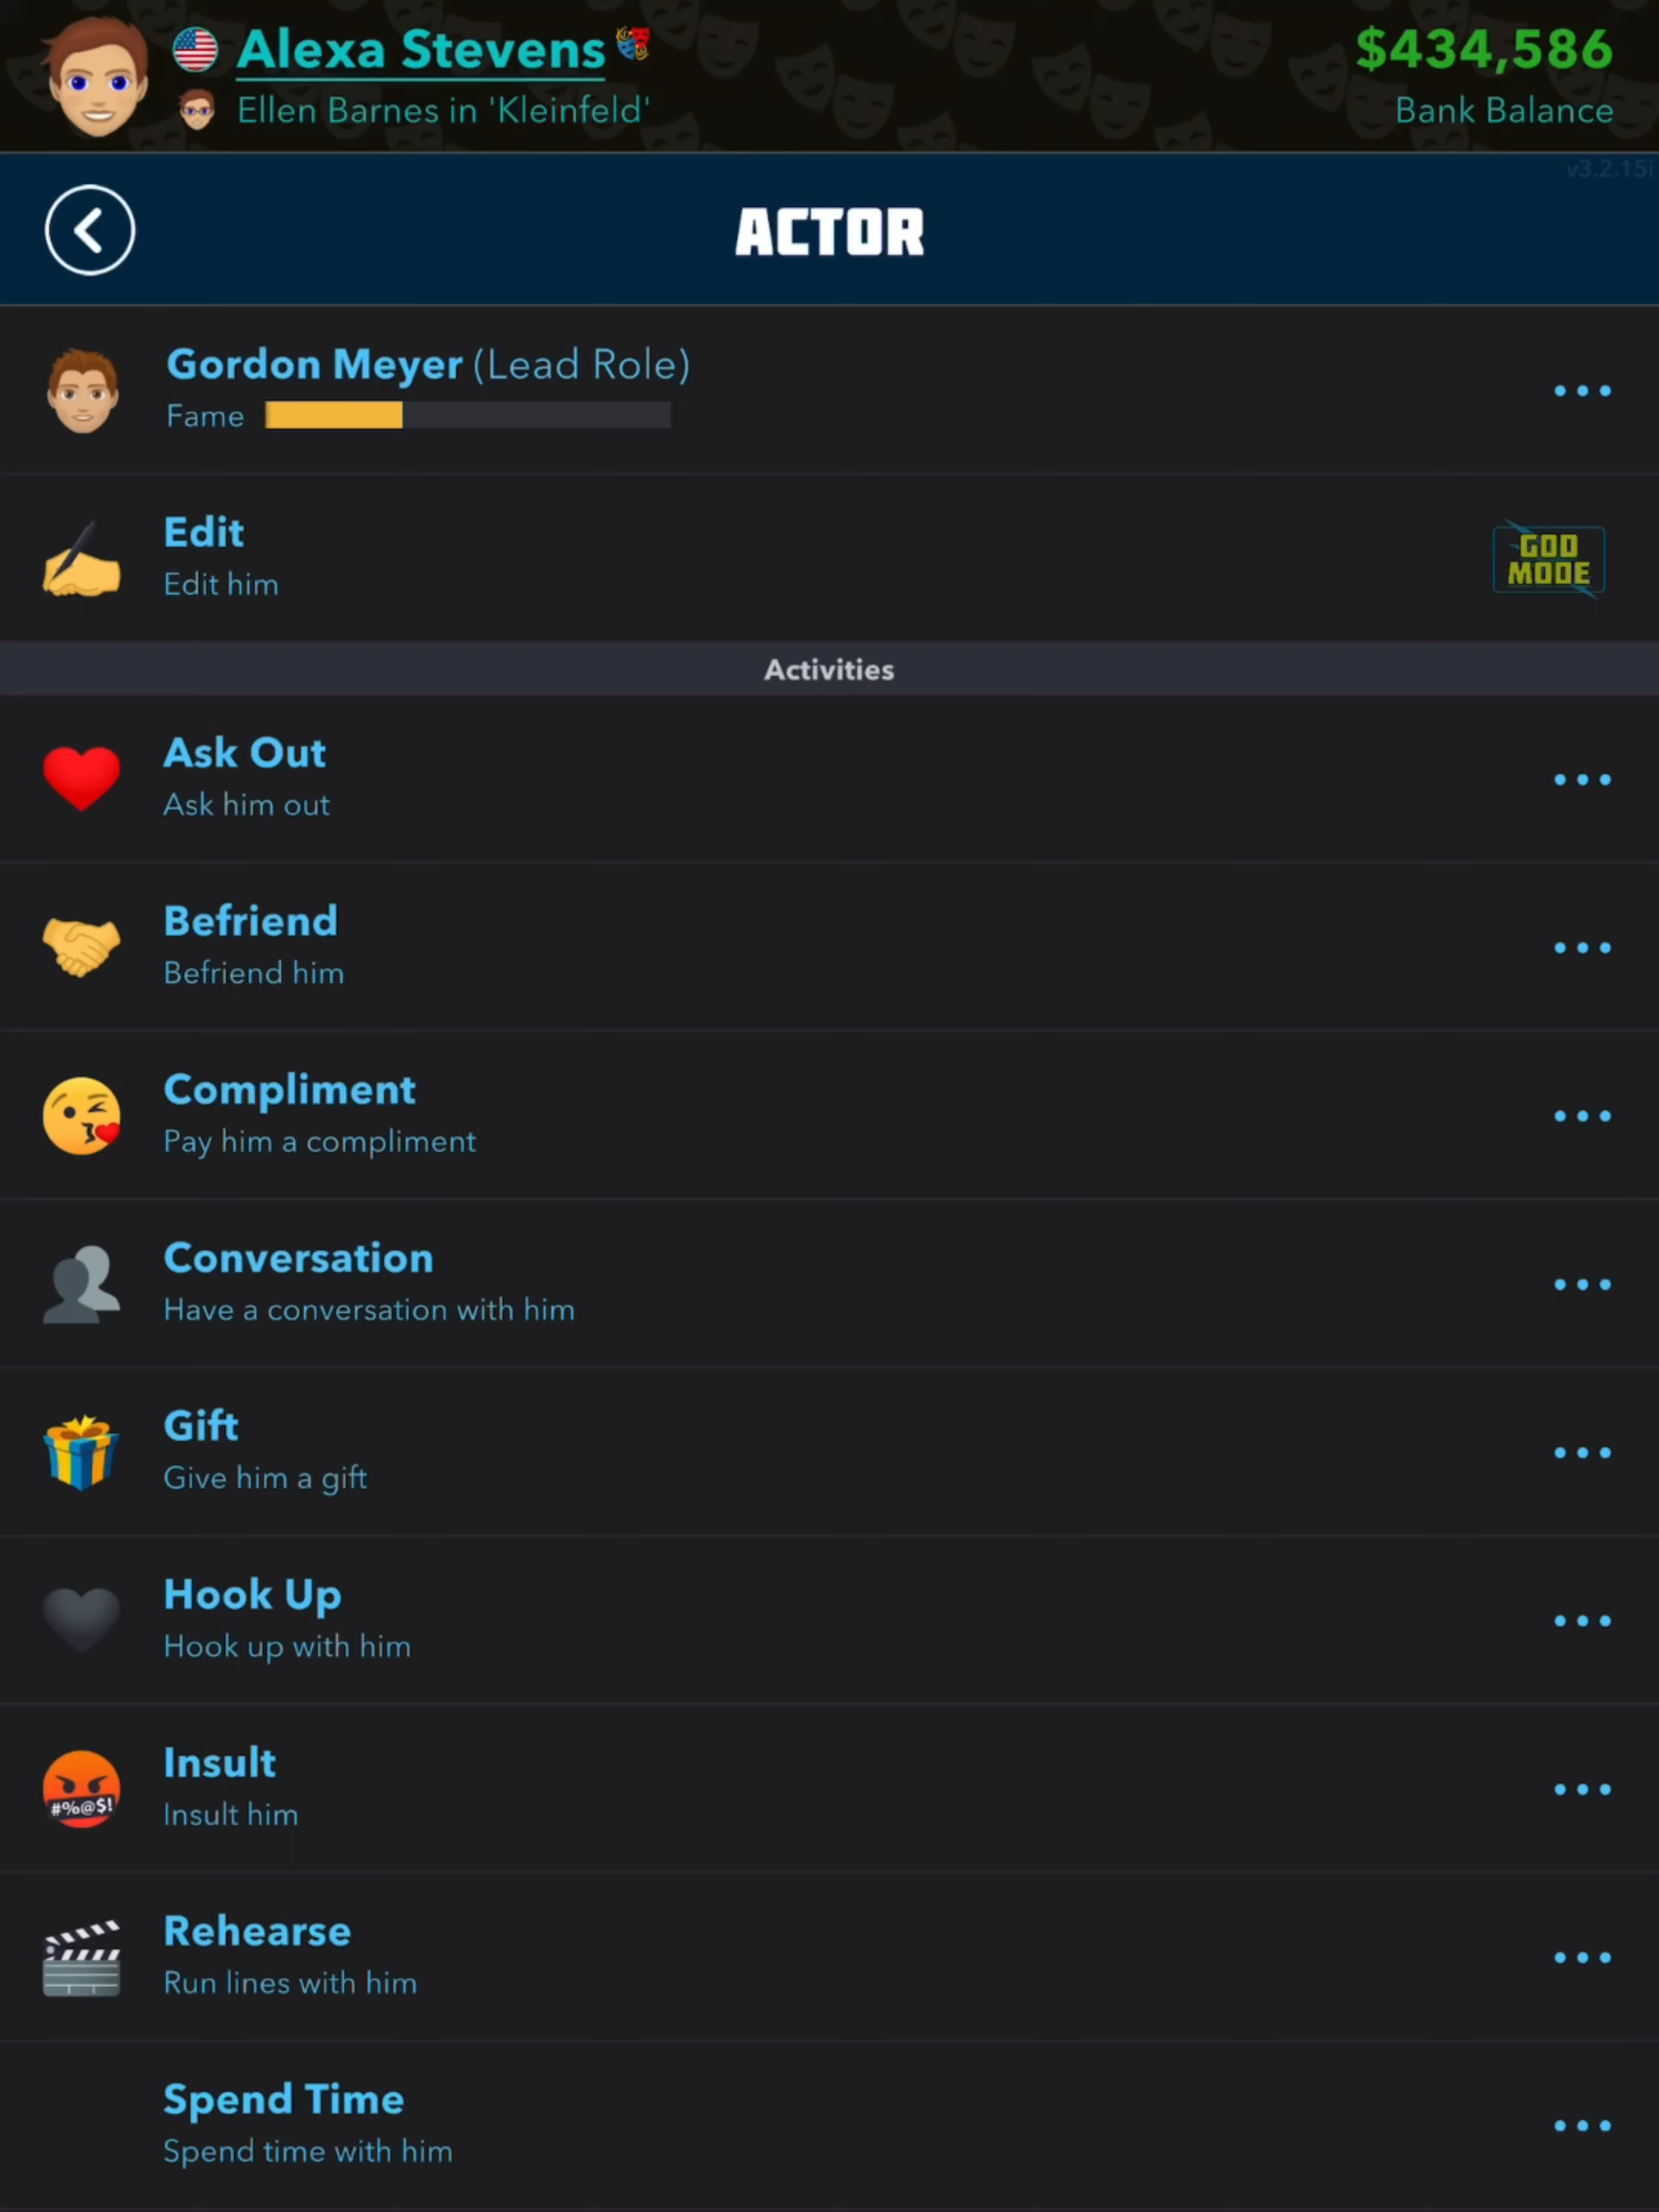 Alexa Stevens
Ellen Barnes in 'Kleinfeld'
$434,586
Bank Balance
v3.2.15i
ACTOR
Gordon Meyer (Lead Role)
Fame
Edit
Edit him
GOD
MODE
Activities
Ask Out
Ask him out
Befriend
Befriend him
Compliment
Pay him a compliment
Conversation
Have a conversation with him
Gift
Give him a gift
Hook Up
Hook up with him
#%@$!
Insult
Insult him
Rehearse
Run lines with him
Spend Time
Spend time with him